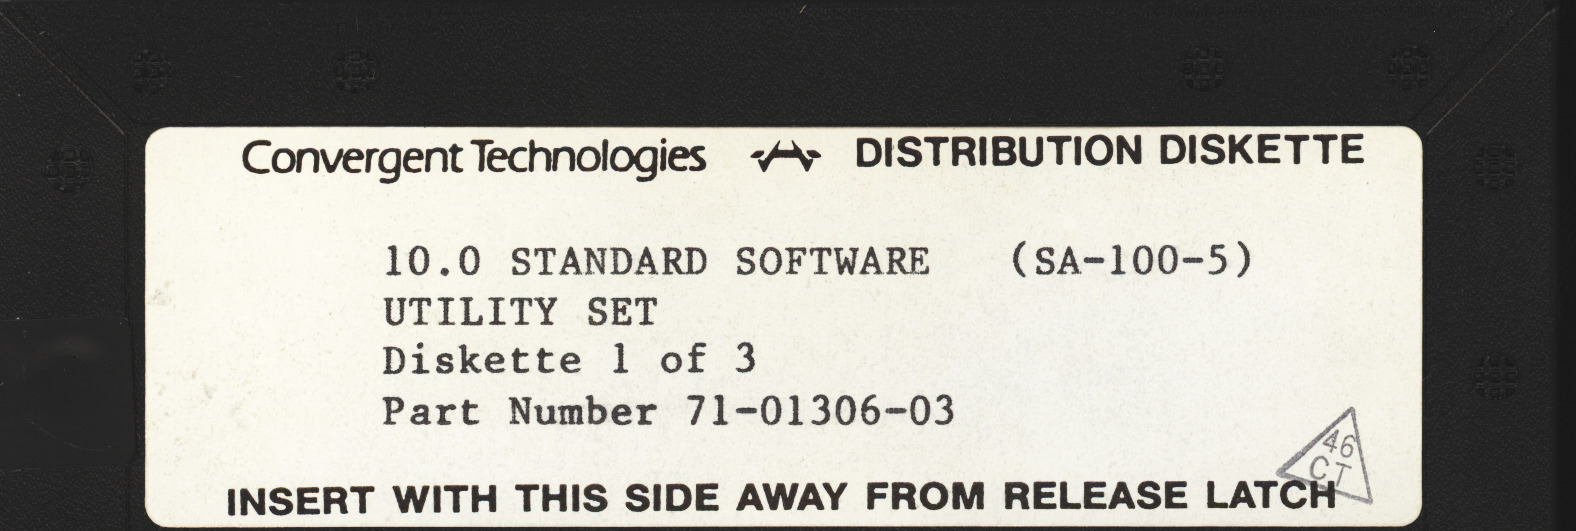 Convergent Technologies DISTRIBUTION DISKETTE
10.0 STANDARD SOFTWARE (SA-100-5)
UTILITY SET
Diskette 1 of 3
Part Number 71-01306-03
46
CT
INSERT WITH THIS SIDE AWAY FROM RELEASE LATCH